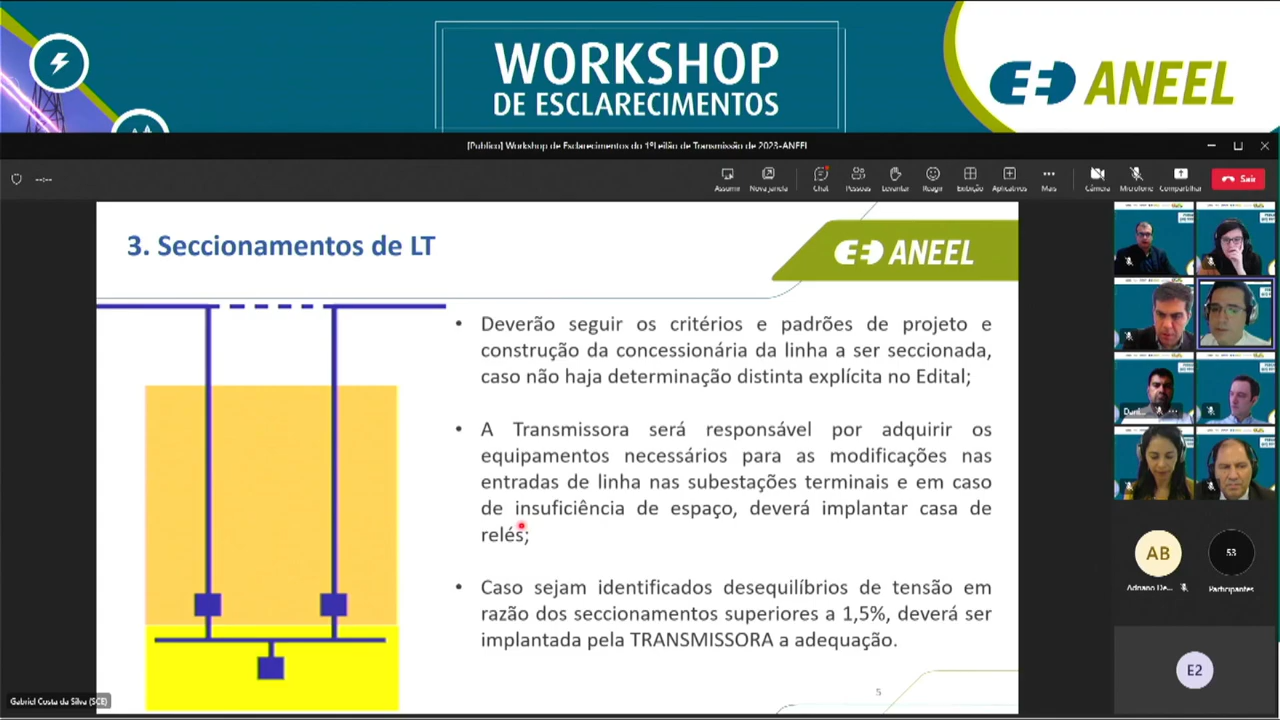 WORKSHOP
DE ESCLARECIMENTOS
ANEEL
[Público] Workshop de Esclarecimentos do 1ºLeilão de Transmissão de 2023-ANEEL
--:--
Assumir
Nova janela
Chat
Pessoas
Levantar
Reagir
Exibição
Aplicativos
Mais
Câmera
Microfone
Compartilhar
Sair
3. Seccionamentos de LT
ANEEL
• Deverão seguir os critérios e padrões de projeto e
construção da concessionária da linha a ser seccionada,
caso não haja determinação distinta explícita no Edital;
• A Transmissora será responsável por adquirir os
equipamentos necessários para as modificações nas
entradas de linha nas subestações terminais e em caso
de insuficiência de espaço, deverá implantar casa de
relés;
• Caso sejam identificados desequilíbrios de tensão em
razão dos seccionamentos superiores a 1,5%, deverá ser
implantada pela TRANSMISSORA a adequação.
5
Gabriel Costa da Silva (SCE)
Dani...
AB
Adriano De...
53
Participantes
E2